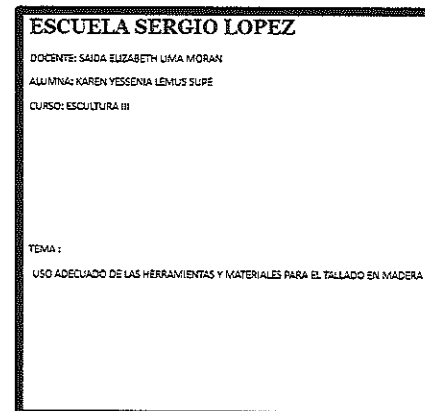 ESCUELA SERGIO LOPEZ
DOCENTE: SAIDA ELIZABETH LIMA MORAN
ALUMNA: KAREN YESSENIA LEMUS SUPE
CURSO: ESCULTURA III
TEMA :
USO ADECUADO DE LAS HERRAMIENTAS Y MATERIALES PARA EL TALLADO EN MADERA